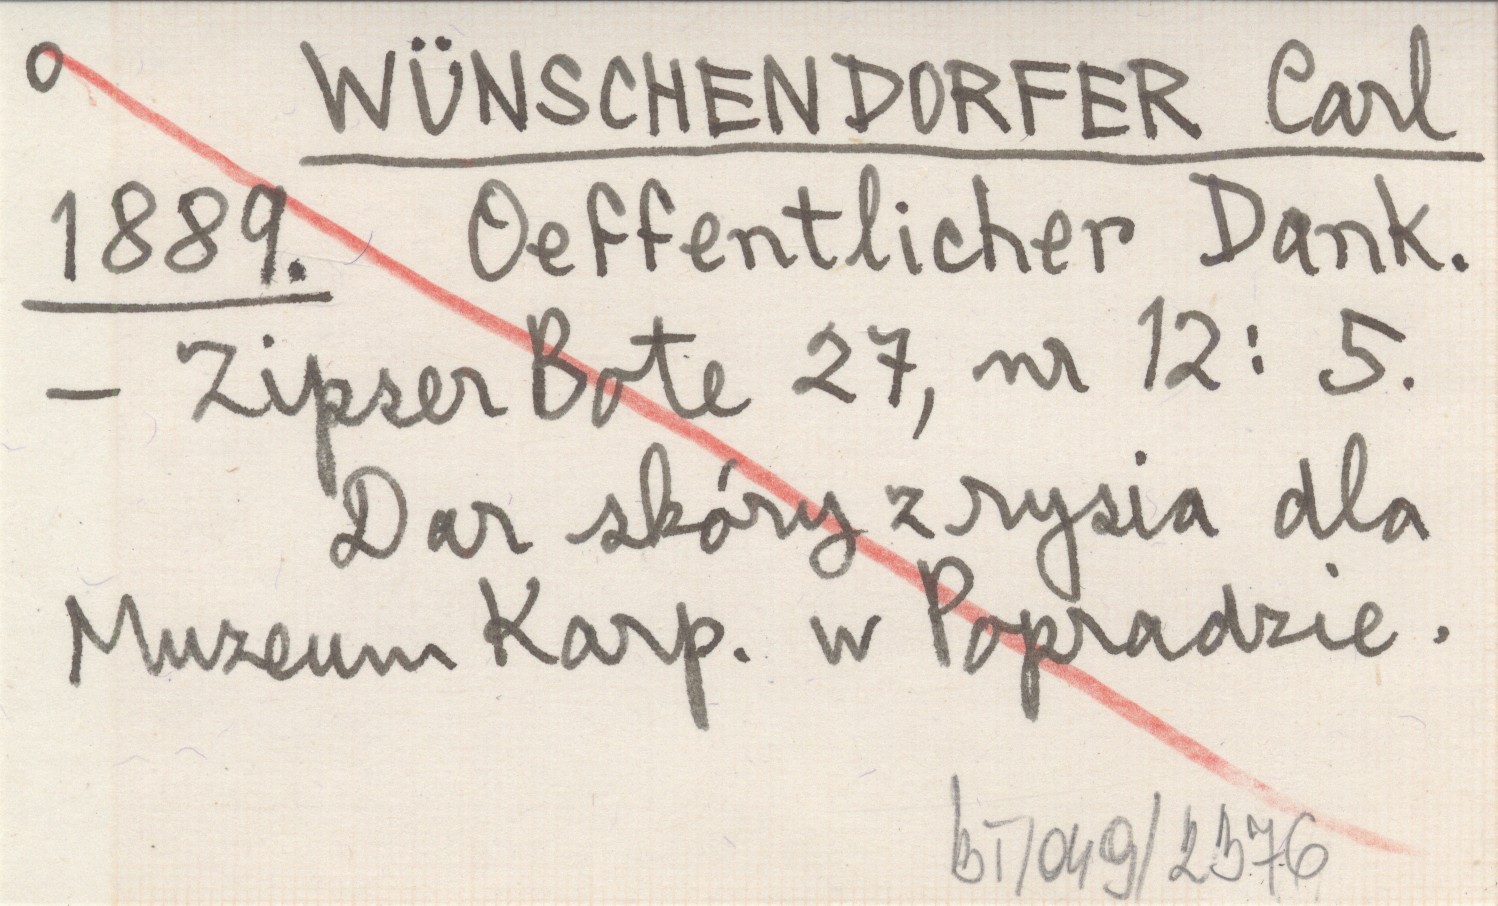 o WÜNSCHENDORFER Carl
1889. Oeffentlicher Dank.
— Zipser Bote 27, nr 12: 5.
Dar skóry z rysia dla
Muzeum Karp. w Popradzie.
bT/049/2376